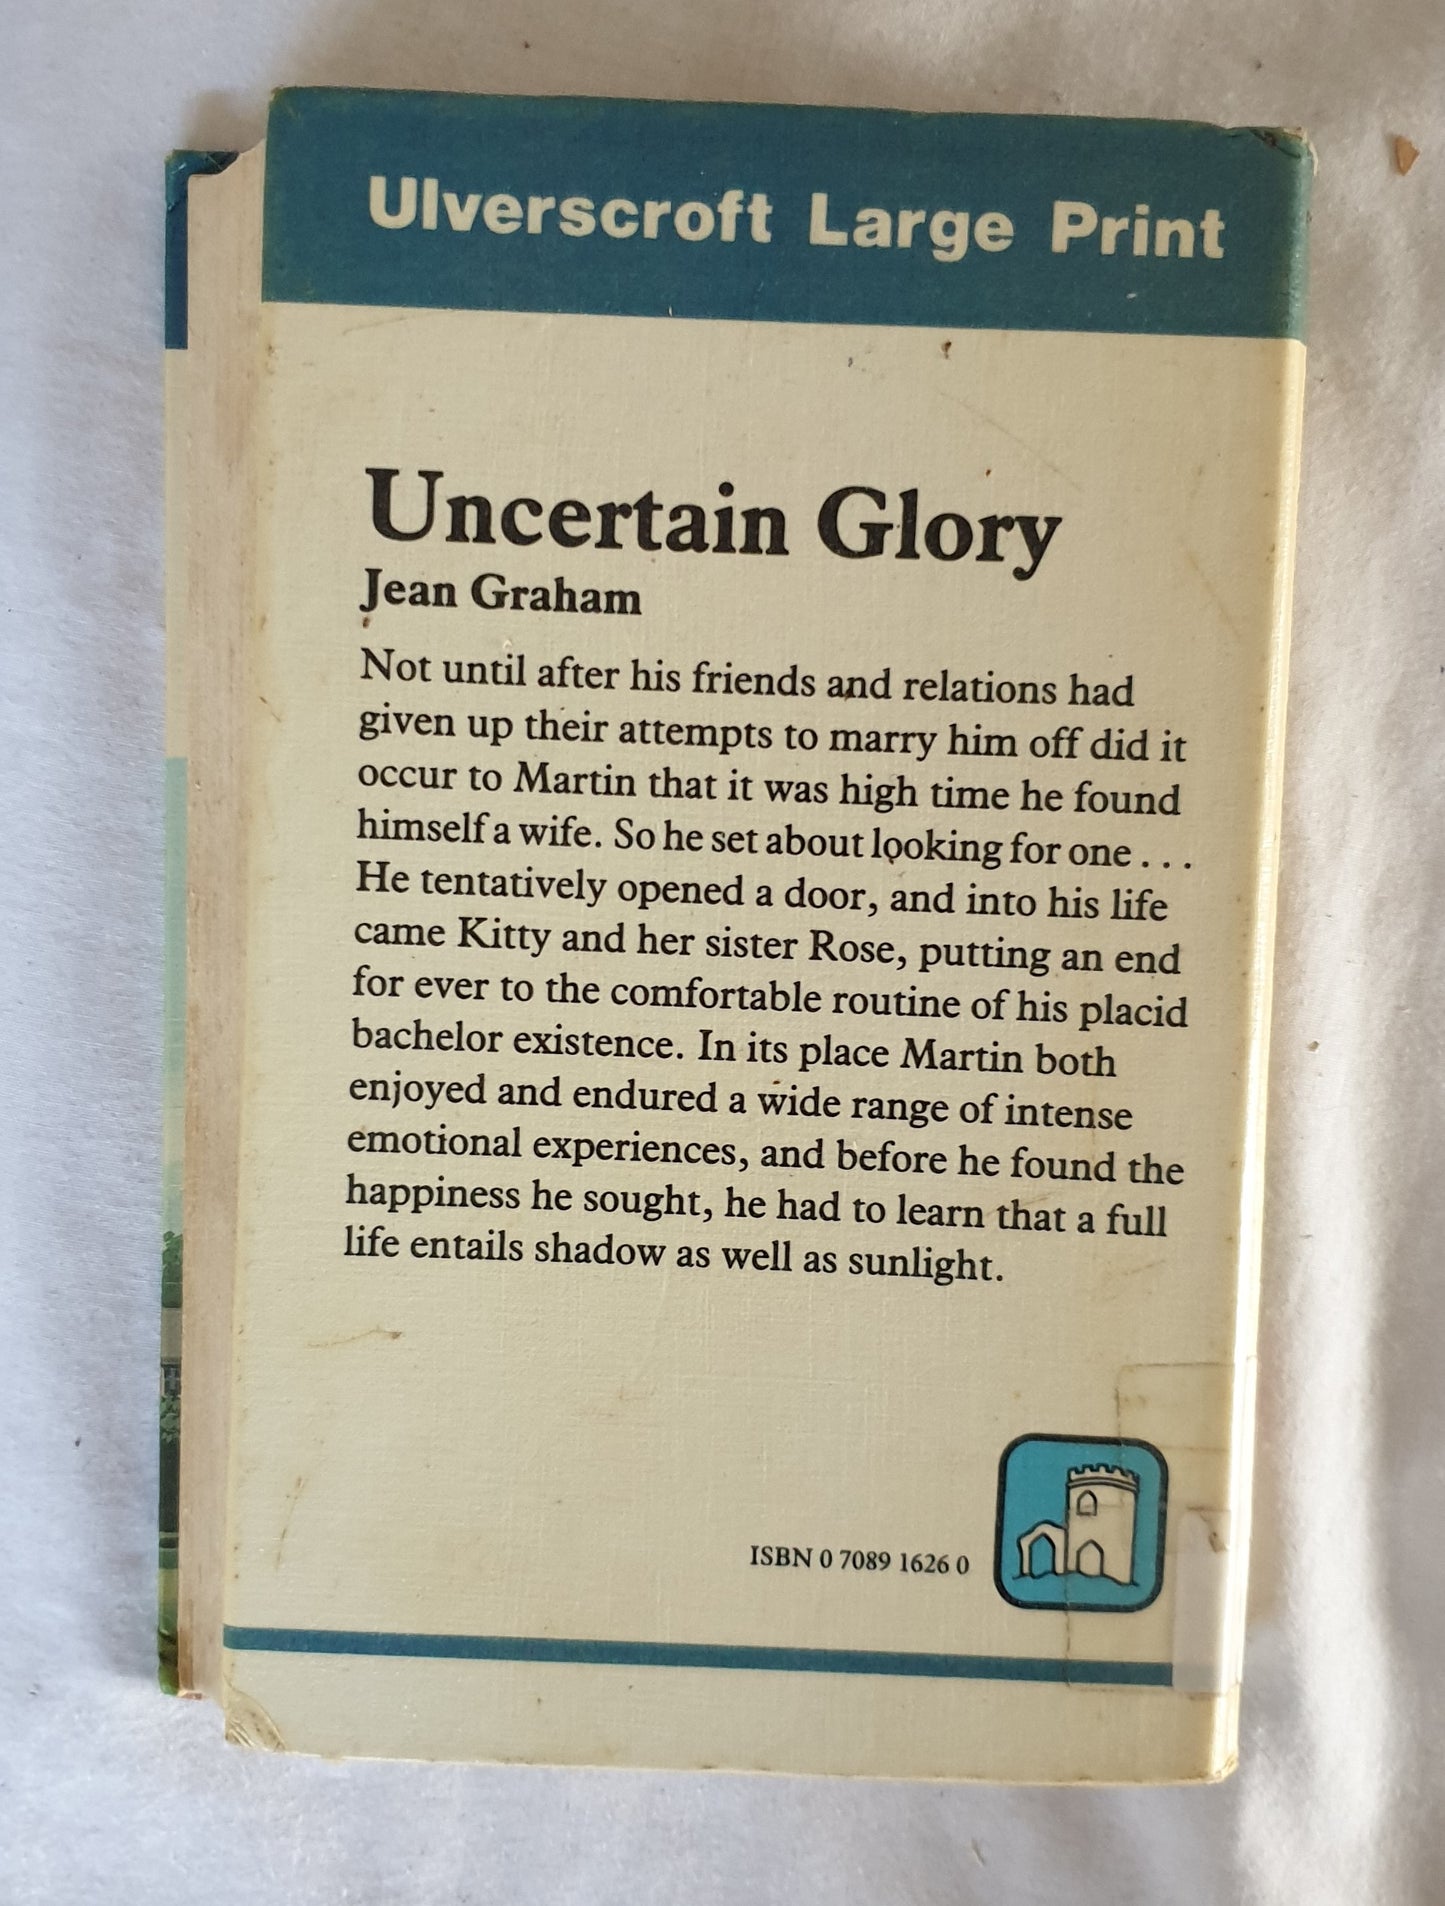 Ulverscroft Large Print
Uncertain Glory
Jean Graham
Not until after his friends and relations had
given up their attempts to marry him off did it
occur to Martin that it was high time he found
himself a wife. So he set about looking for one . . .
He tentatively opened a door, and into his life
came Kitty and her sister Rose, putting an end
for ever to the comfortable routine of his placid
bachelor existence. In its place Martin both
enjoyed and endured a wide range of intense
emotional experiences, and before he found the
happiness he sought, he had to learn that a full
life entails shadow as well as sunlight.
ISBN 0 7089 1626 0